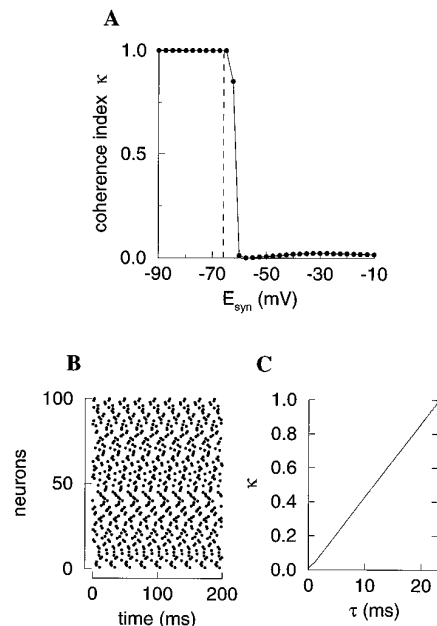 A
coherence index κ
1.0
0.5
0.0
-90
-70
-50
-30
-10
E_syn (mV)
B
neurons
100
50
0
0
100
200
time (ms)
C
κ
1.0
0.8
0.6
0.4
0.2
0.0
0
10
20
τ (ms)